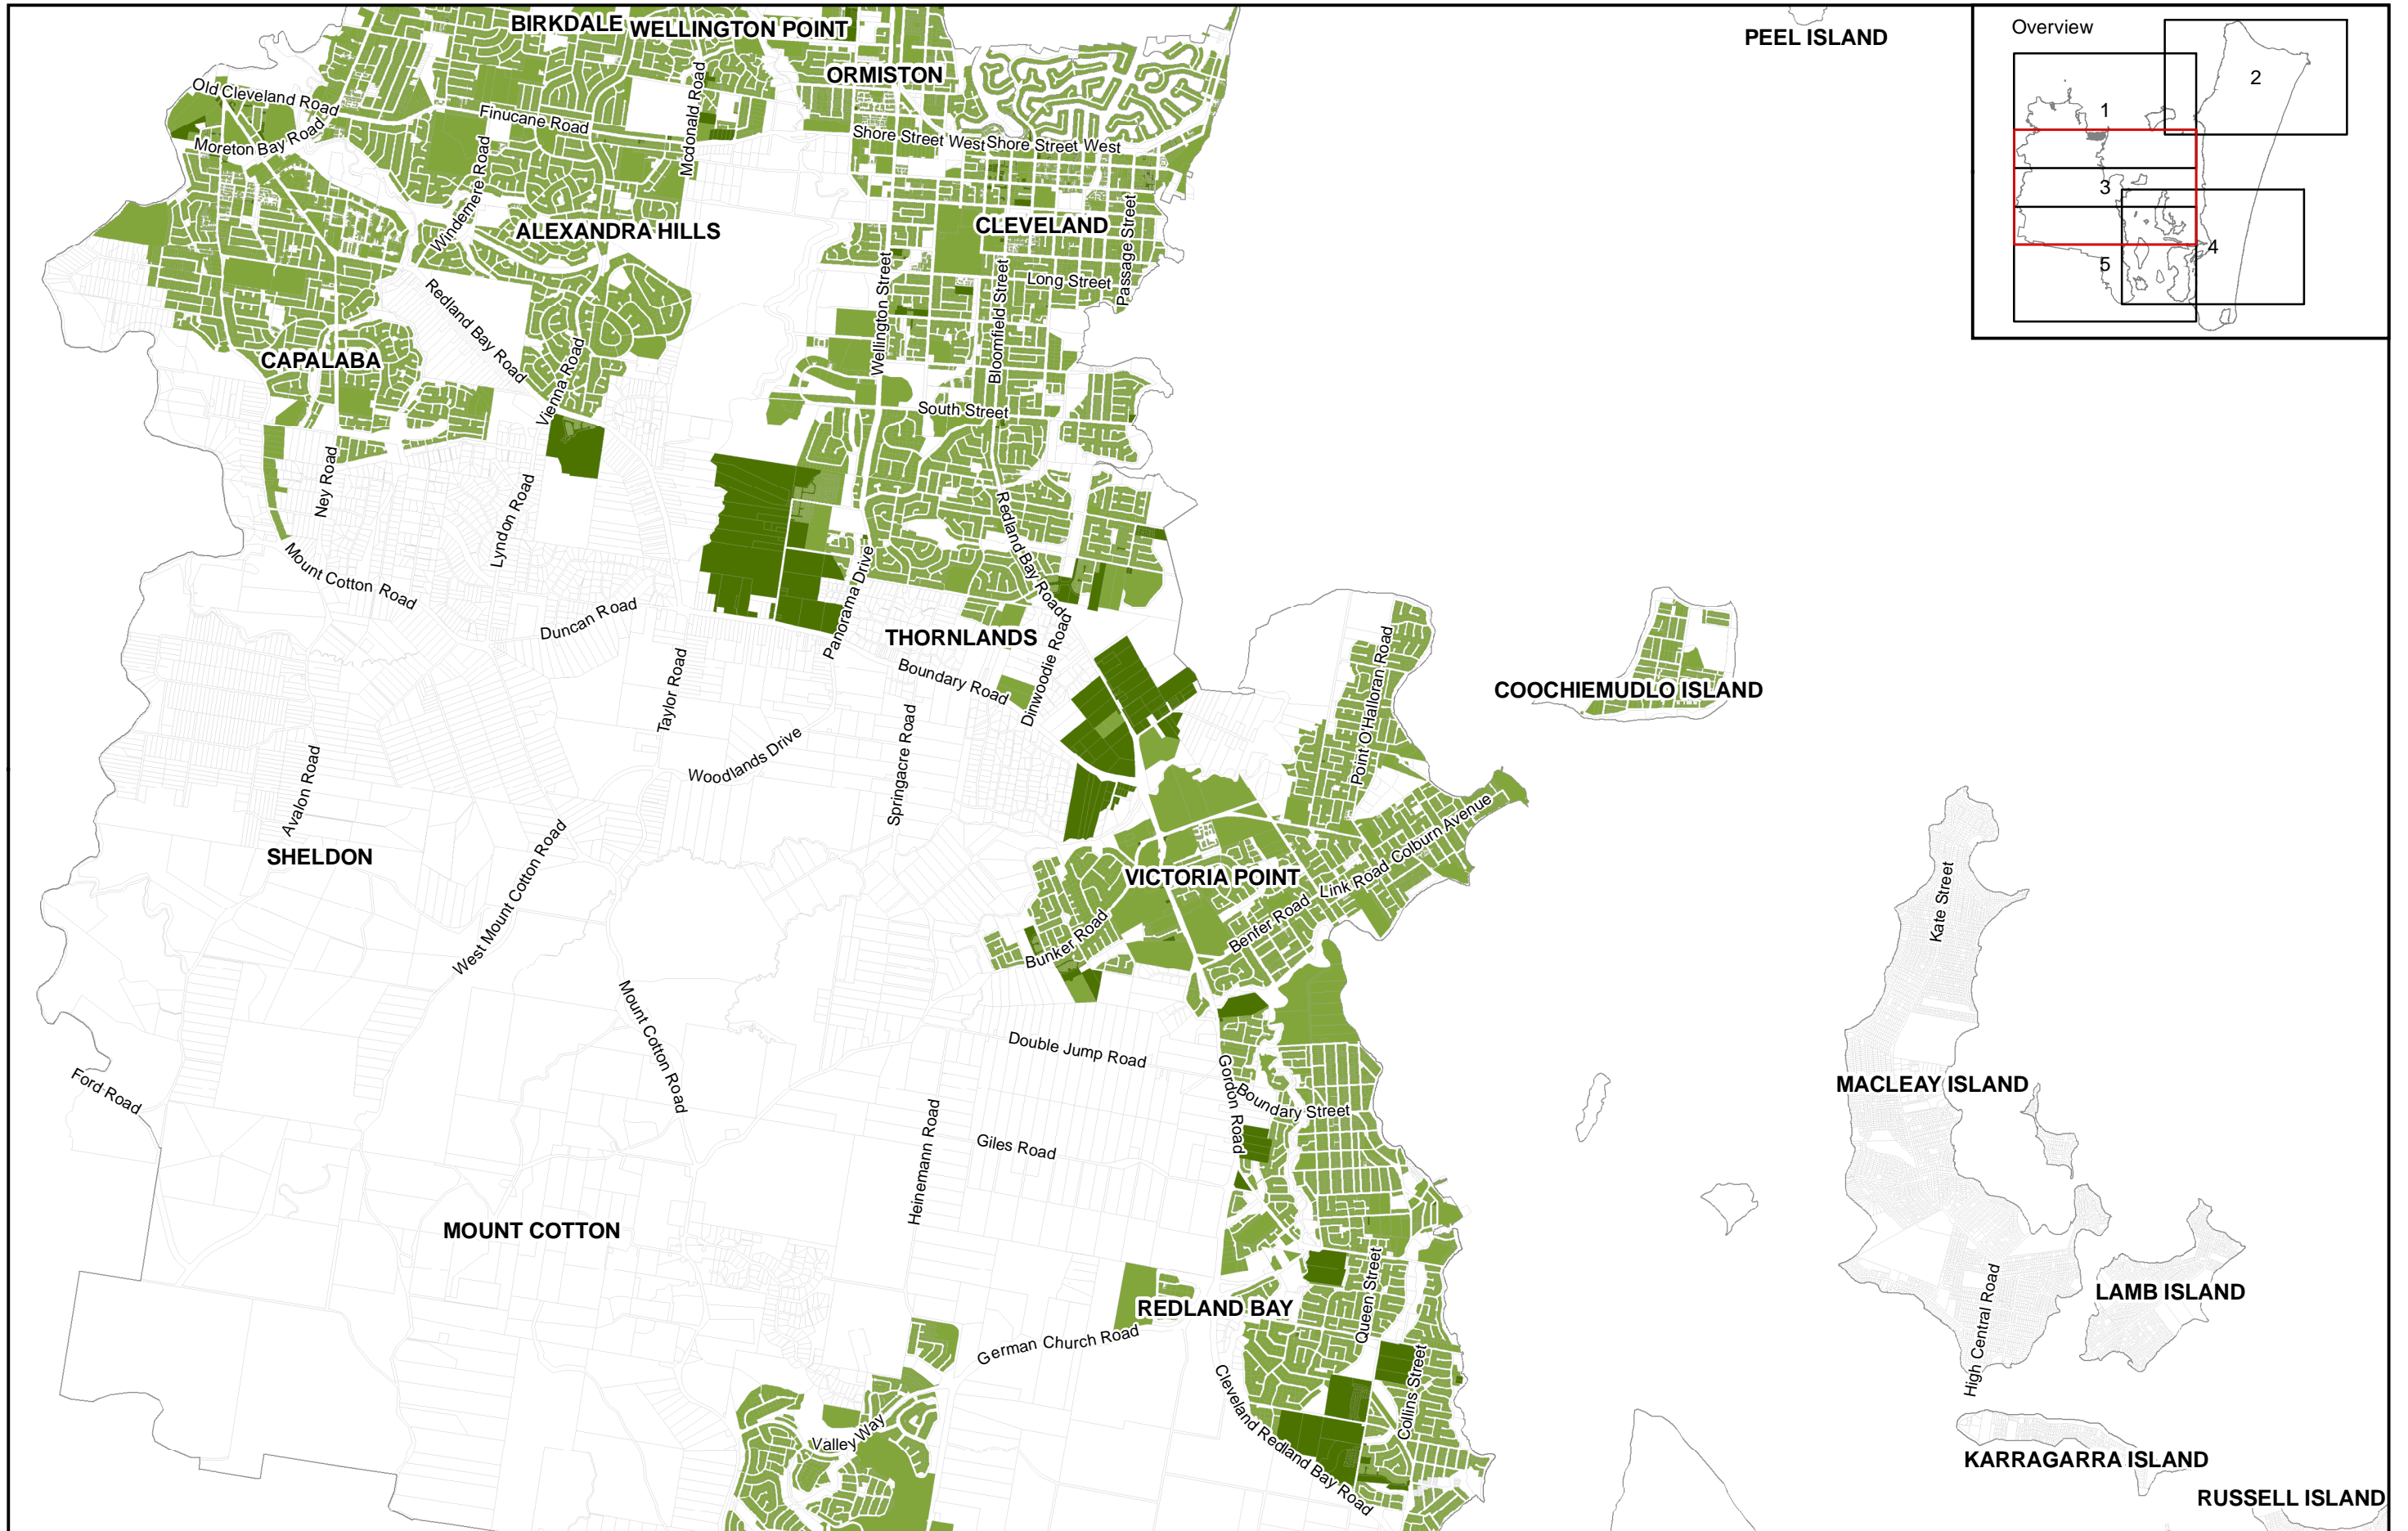 BIRKDALE
WELLINGTON POINT
PEEL ISLAND
Overview
ORMISTON
2
Old Cleveland Road
Finucane Road
Mcdonald Road
1
Moreton Bay Road
Shore Street West
Shore Street West
Windemere Road
3
ALEXANDRA HILLS
CLEVELAND
Passage Street
4
5
Wellington Street
Bloomfield Street
Long Street
Redland Bay Road
CAPALABA
Vienna Road
South Street
Ney Road
Lyndon Road
Redland Bay Road
Mount Cotton Road
Duncan Road
Panorama Drive
THORNLANDS
Dinwoodie Road
Boundary Road
Taylor Road
Point O'Halloran Road
COOCHIEMUDLO ISLAND
Springacre Road
Woodlands Drive
Avalon Road
SHELDON
West Mount Cotton Road
Colburn Avenue
Link Road
VICTORIA POINT
Benfer Road
Bunker Road
Kate Street
Mount Cotton Road
Double Jump Road
Gordon Road
Boundary Street
Ford Road
MACLEAY ISLAND
Giles Road
Heinemann Road
MOUNT COTTON
Queen Street
REDLAND BAY
High Central Road
LAMB ISLAND
German Church Road
Collins Street
Cleveland Redland Bay Road
Valley Way
KARRAGARRA ISLAND
RUSSELL ISLAND